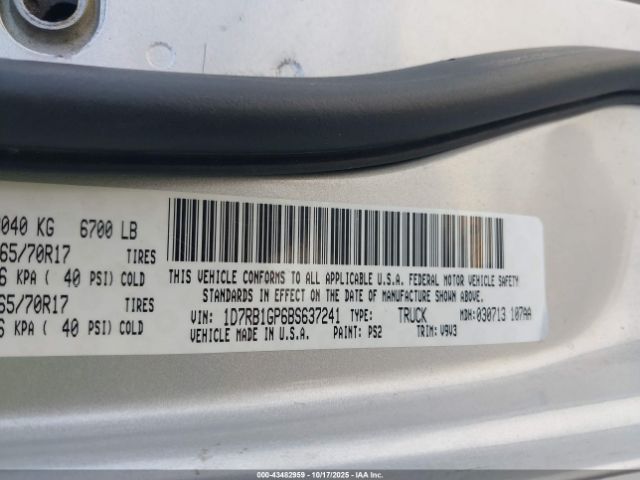 040 KG 6700 LB
65/70R17 TIRES
6 KPA ( 40 PSI) COLD
65/70R17 TIRES
6 KPA ( 40 PSI) COLD
THIS VEHICLE CONFORMS TO ALL APPLICABLE U.S.A. FEDERAL MOTOR VEHICLE SAFETY
STANDARDS IN EFFECT ON THE DATE OF MANUFACTURE SHOWN ABOVE.
VIN: 1D7RB1GP6BS637241 TYPE: TRUCK MDH: 030713 107AA
VEHICLE MADE IN U.S.A. PAINT: PS2 TRIM: V9V3
000-43482959 | 10/17/2025 | IAA Inc.